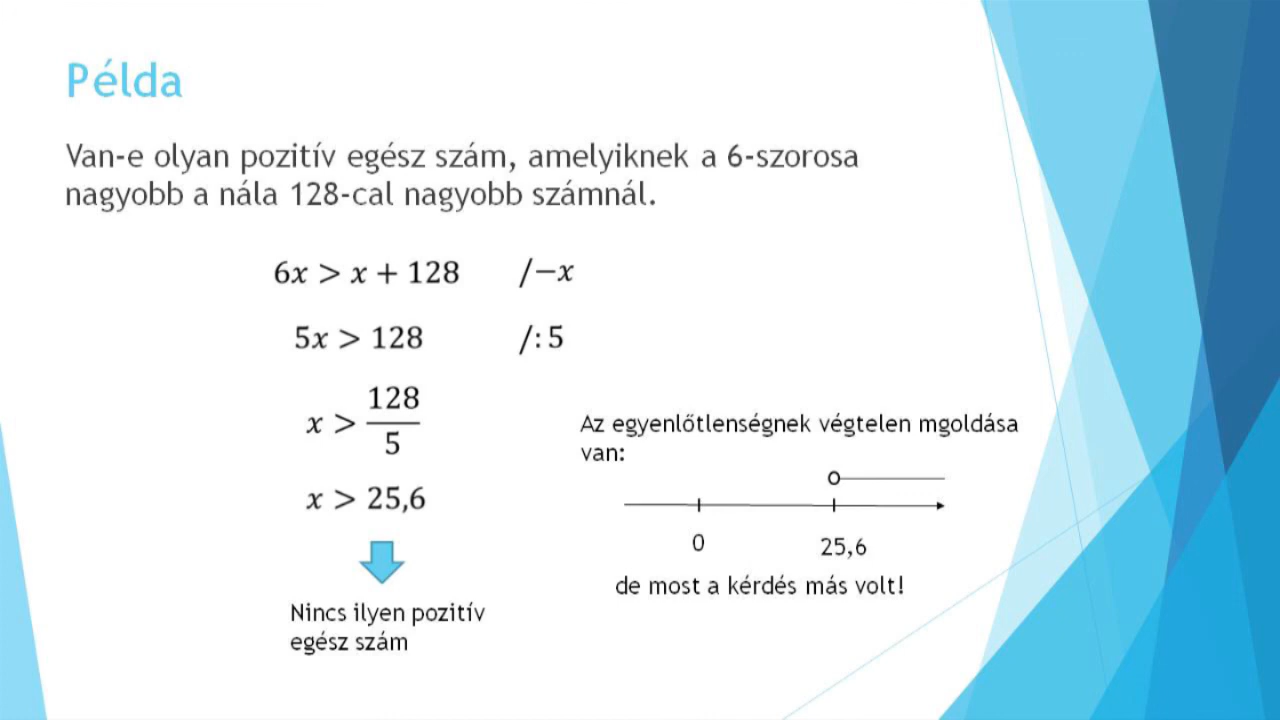 Példa
Van-e olyan pozitív egész szám, amelyiknek a 6-szorosa
nagyobb a nála 128-cal nagyobb számnál.
6x > x + 128 /−x
5x > 128 /: 5
x > 128/5
x > 25,6
Nincs ilyen pozitív
egész szám
Az egyenlőtlenségnek végtelen mgoldása
van:
0 25,6
de most a kérdés más volt!